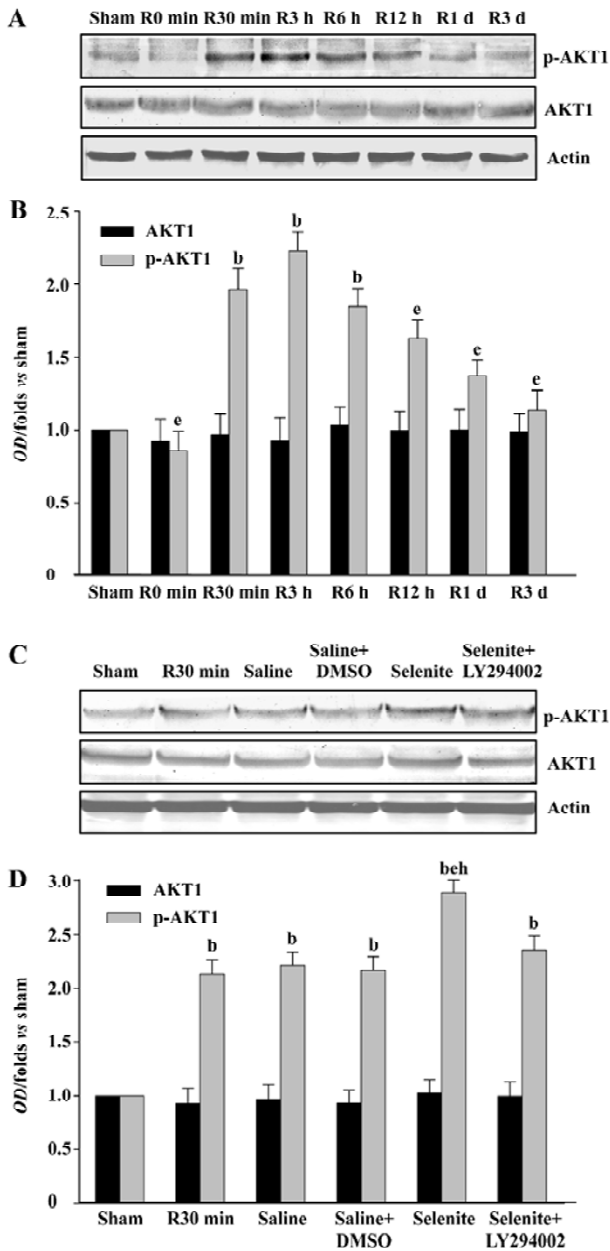 A
Sham R0 min R30 min R3 h R6 h R12 h R1 d R3 d
p-AKT1
AKT1
Actin
B
2.5
2.0
1.5
1.0
0.5
0
OD/folds vs sham
AKT1
p-AKT1
e
b
b
b
e
c
e
Sham R0 min R30 min R3 h R6 h R12 h R1 d R3 d
C
Sham R30 min Saline Saline+ Selenite Selenite+
DMSO LY294002
p-AKT1
AKT1
Actin
D
3.0
2.5
2.0
1.5
1.0
0.5
0
OD/folds vs sham
AKT1
p-AKT1
b
b
b
beh
b
Sham R30 min Saline Saline+ Selenite Selenite+
DMSO LY294002